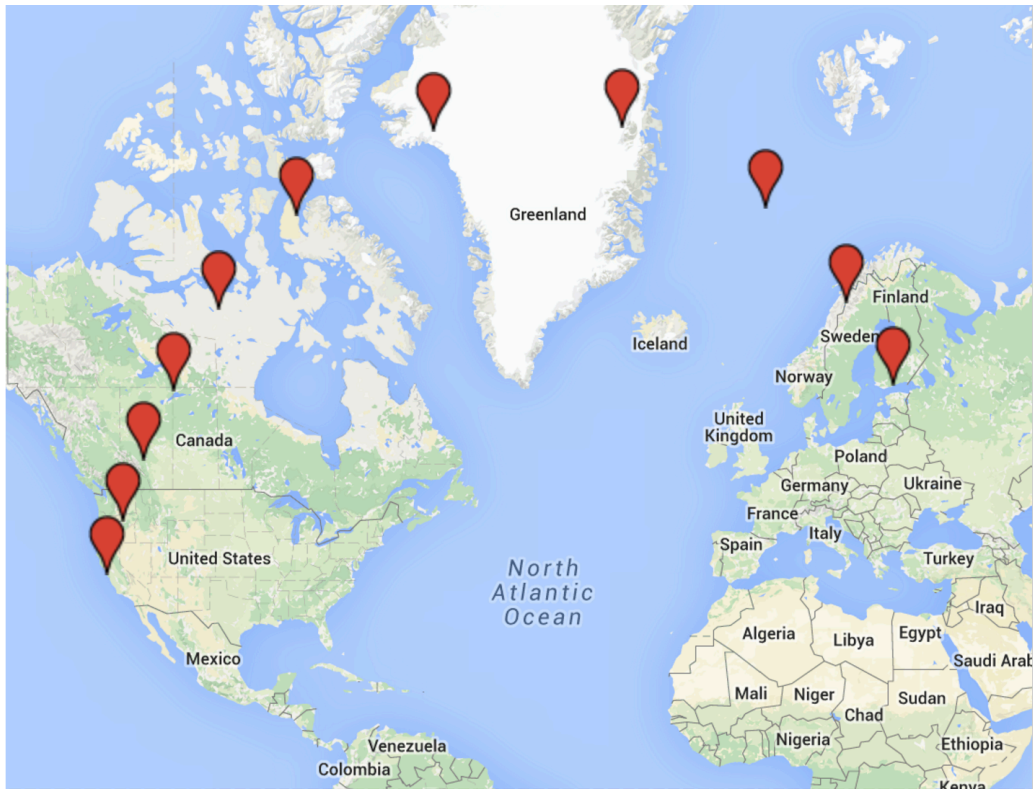 Greenland
Finland
Iceland
Sweden
Norway
United
Kingdom
Canada
Poland
Germany
Ukraine
France
Italy
Spain
Turkey
United States
North
Atlantic
Ocean
Iraq
Algeria
Libya
Egypt
Mexico
Saudi Arab
Mali
Niger
Sudan
Chad
Nigeria
Ethiopia
Venezuela
Colombia
Kenya